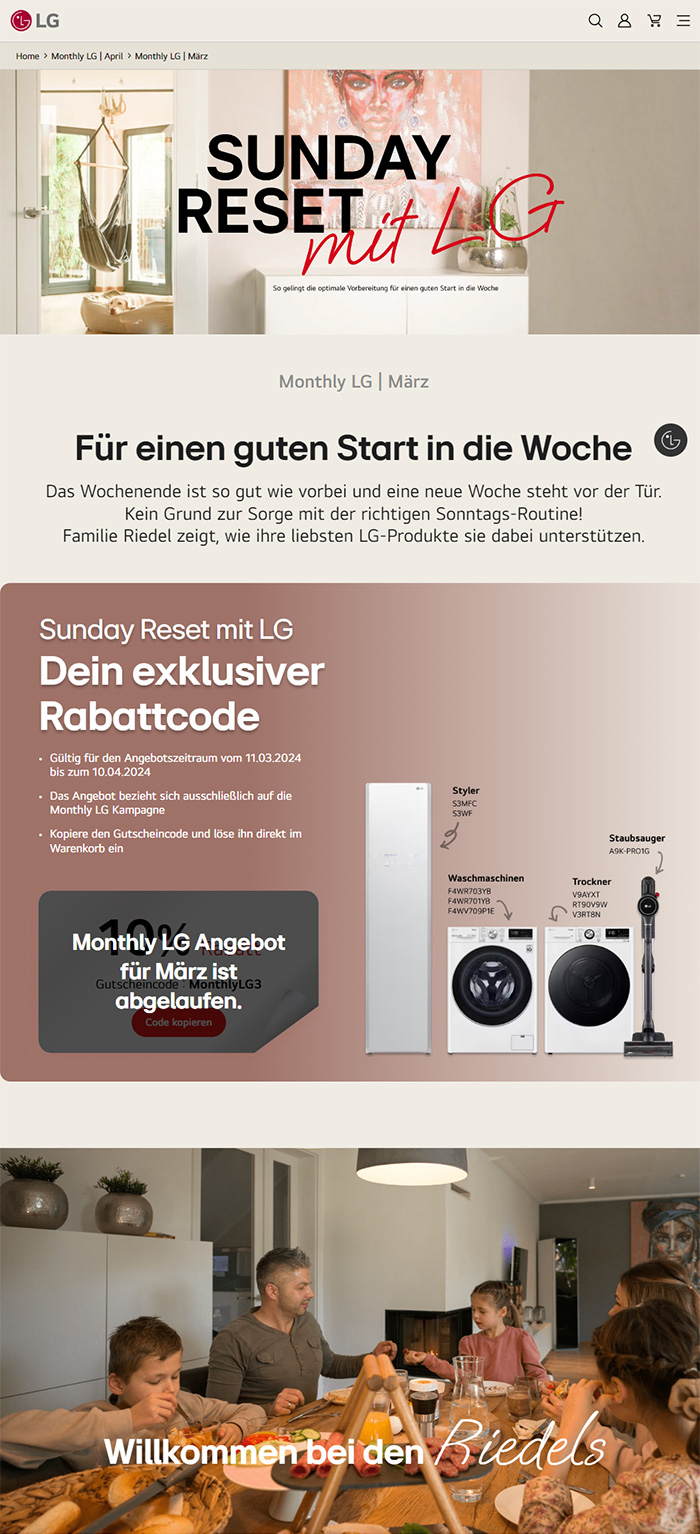 LG
Home > Monthly LG | April > Monthly LG | März
SUNDAY
RESET
mit LG
So gelingt die optimale Vorbereitung für einen guten Start in die Woche
Monthly LG | März
Für einen guten Start in die Woche
Das Wochenende ist so gut wie vorbei und eine neue Woche steht vor der Tür.
Kein Grund zur Sorge mit der richtigen Sonntags-Routine!
Familie Riedel zeigt, wie ihre liebsten LG-Produkte sie dabei unterstützen.
Sunday Reset mit LG
Dein exklusiver
Rabattcode
• Gültig für den Angebotszeitraum vom 11.03.2024
bis zum 10.04.2024
• Das Angebot bezieht sich ausschließlich auf die
Monthly LG Kampagne
• Kopiere den Gutscheincode und löse ihn direkt im
Warenkorb ein
10% Rabatt
Monthly LG Angebot
für März ist
Gutscheincode : MonthlyLG3
abgelaufen.
Code kopieren
Styler
S3MFC
S3WF
Waschmaschinen
F4WR703YB
F4WR701YB
F4WV709P1E
Trockner
V9AYXT
RT90V9W
V3RT8N
Staubsauger
A9K-PRO1G
Willkommen bei den Riedels